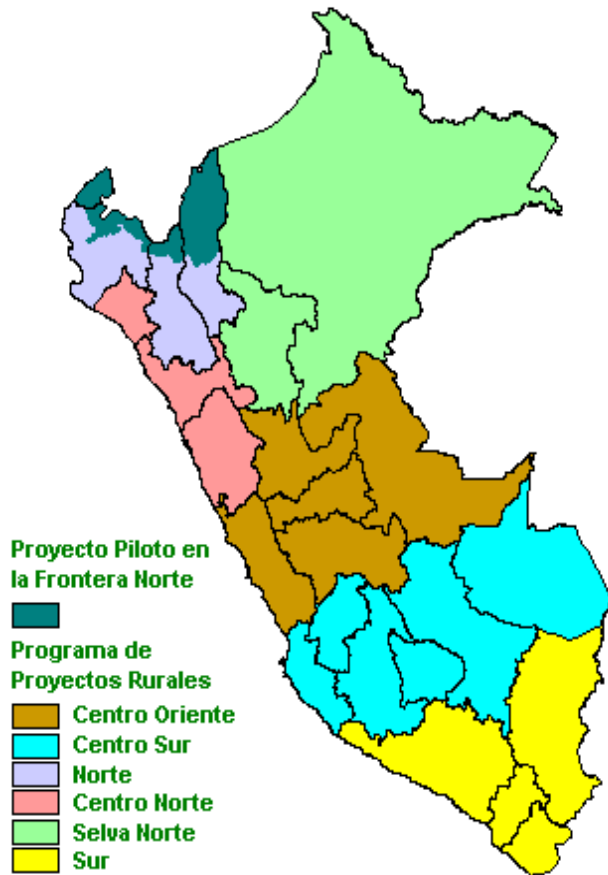 Proyecto Piloto en
la Frontera Norte
Programa de
Proyectos Rurales
Centro Oriente
Centro Sur
Norte
Centro Norte
Selva Norte
Sur